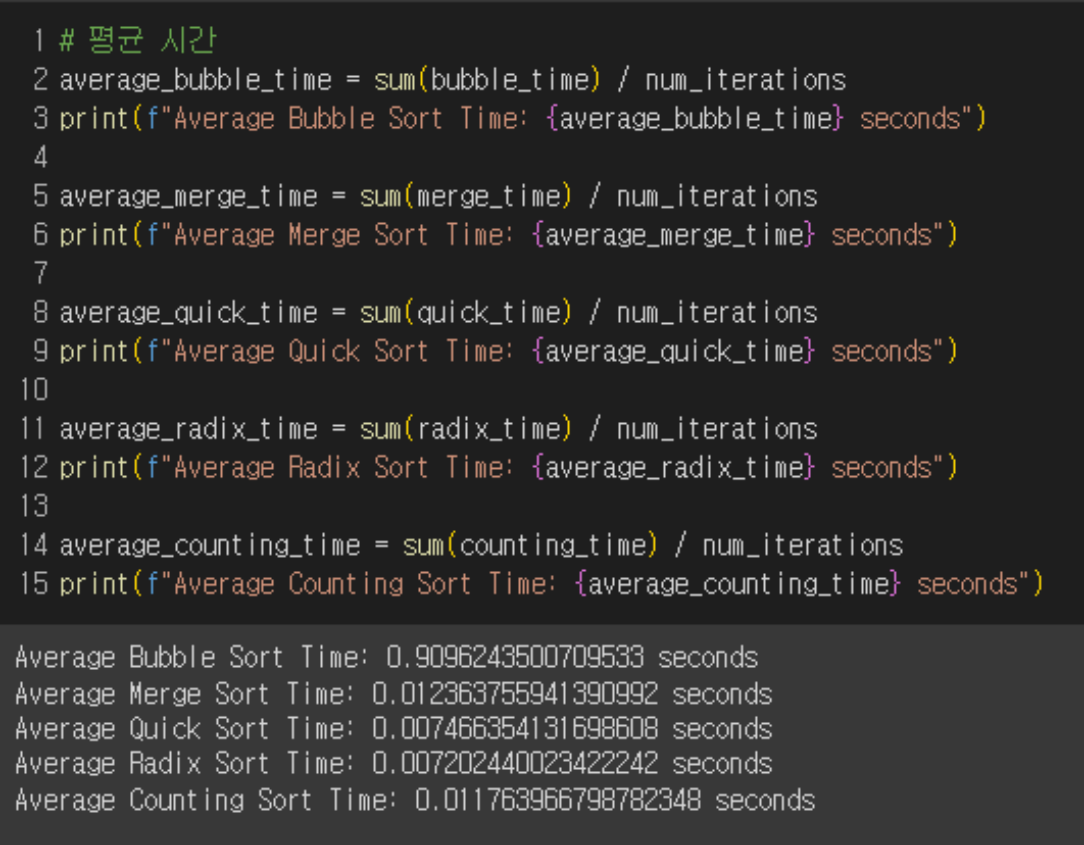 1 # 평균 시간
2 average_bubble_time = sum(bubble_time) / num_iterations
3 print(f"Average Bubble Sort Time: {average_bubble_time} seconds")
4
5 average_merge_time = sum(merge_time) / num_iterations
6 print(f"Average Merge Sort Time: {average_merge_time} seconds")
7
8 average_quick_time = sum(quick_time) / num_iterations
9 print(f"Average Quick Sort Time: {average_quick_time} seconds")
10
11 average_radix_time = sum(radix_time) / num_iterations
12 print(f"Average Radix Sort Time: {average_radix_time} seconds")
13
14 average_counting_time = sum(counting_time) / num_iterations
15 print(f"Average Counting Sort Time: {average_counting_time} seconds")
Average Bubble Sort Time: 0.9096243500709533 seconds
Average Merge Sort Time: 0.012363755941390992 seconds
Average Quick Sort Time: 0.007466354131698608 seconds
Average Radix Sort Time: 0.007202440023422242 seconds
Average Counting Sort Time: 0.011763966798782348 seconds